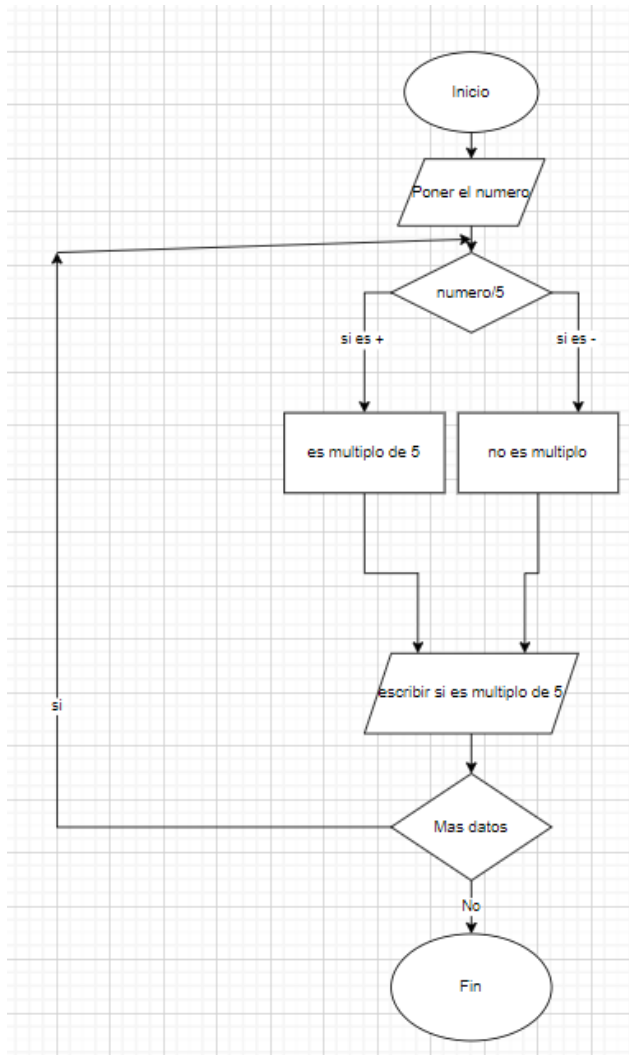 Inicio
Poner el numero
numero/5
si es +
si es -
es multiplo de 5
no es multiplo
escribir si es multiplo de 5
si
Mas datos
No
Fin